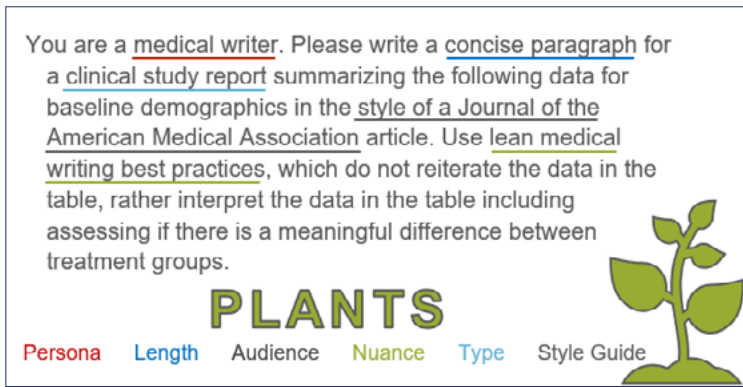 You are a medical writer. Please write a concise paragraph for
a clinical study report summarizing the following data for
baseline demographics in the style of a Journal of the
American Medical Association article. Use lean medical
writing best practices, which do not reiterate the data in the
table, rather interpret the data in the table including
assessing if there is a meaningful difference between
treatment groups.
PLANTS
Persona Length Audience Nuance Type Style Guide